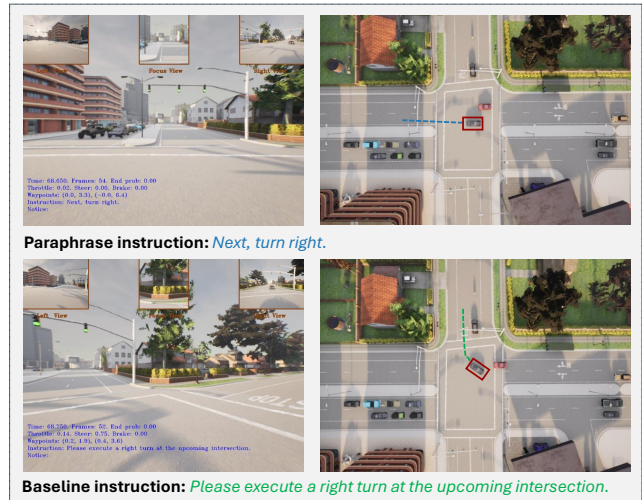 Focus View
Right View
Time: 68.650, Frames: 54, End prob: 0.00
Throttle: 0.02, Steer: 0.00, Brake: 0.00
Waypoints: (0.0, 3.3), (-0.0, 6.4)
Instruction: Next, turn right.
Notice:
Paraphrase instruction: Next, turn right.
Left View
View
Time: 68.250, Frames: 52, End prob: 0.00
Throttle: 0.14, Steer: 0.75, Brake: 0.00
Waypoints: (0.2, 1.9), (0.4, 3.6)
Instruction: Please execute a right turn at the upcoming intersection.
Notice:
Baseline instruction: Please execute a right turn at the upcoming intersection.